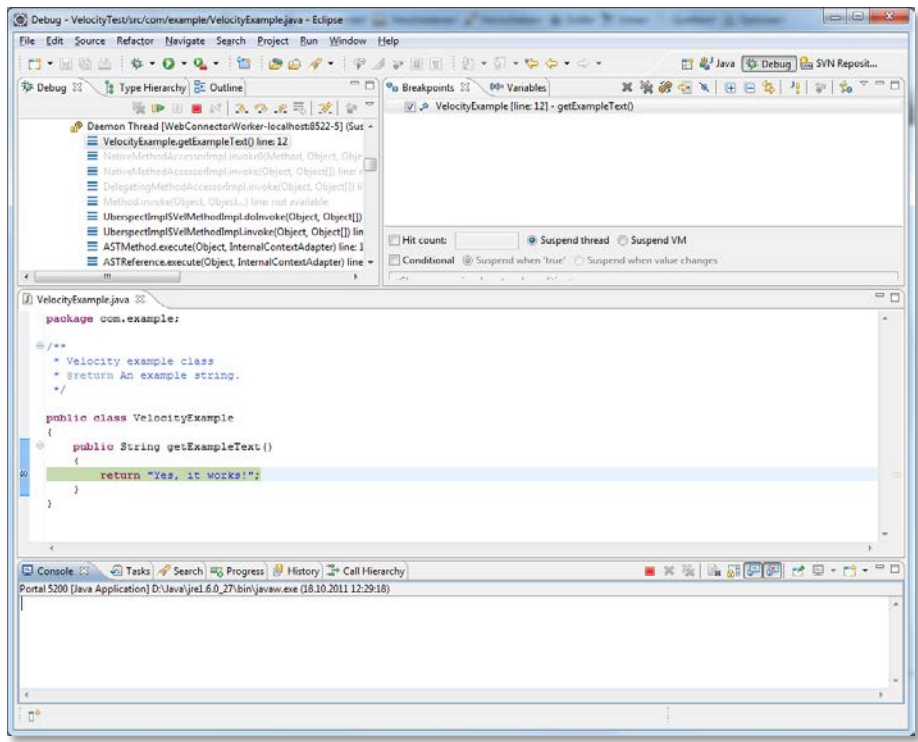 Debug - VelocityTest/src/com/example/VelocityExample.java - Eclipse
File Edit Source Refactor Navigate Search Project Run Window Help
Java Debug SVN Reposit...
Debug Type Hierarchy Outline
Daemon Thread [WebConnectorWorker-localhost:8522-5] (Sus
VelocityExample.getExampleText() line: 12
NativeMethodAccessorImpl.invoke0(Method, Object, Obje
NativeMethodAccessorImpl.invoke(Object, Object[]) line: n
DelegatingMethodAccessorImpl.invoke(Object, Object[]) li
Method.invoke(Object, Object...) line: not available
UberspectImpl$VelMethodImpl.doInvoke(Object, Object[])
UberspectImpl$VelMethodImpl.invoke(Object, Object[]) lin
ASTMethod.execute(Object, InternalContextAdapter) line: 1
ASTReference.execute(Object, InternalContextAdapter) line
Breakpoints Variables
VelocityExample [line: 12] - getExampleText()
Hit count: Suspend thread Suspend VM
Conditional Suspend when 'true' Suspend when value changes
VelocityExample.java
package com.example;
/**
* Velocity example class
* @return An example string.
*/
public class VelocityExample
{
public String getExampleText()
{
return "Yes, it works!";
}
}
Console Tasks Search Progress History Call Hierarchy
Portal 5200 [Java Application] D:\Java\jre1.6.0_27\bin\javaw.exe (18.10.2011 12:29:18)